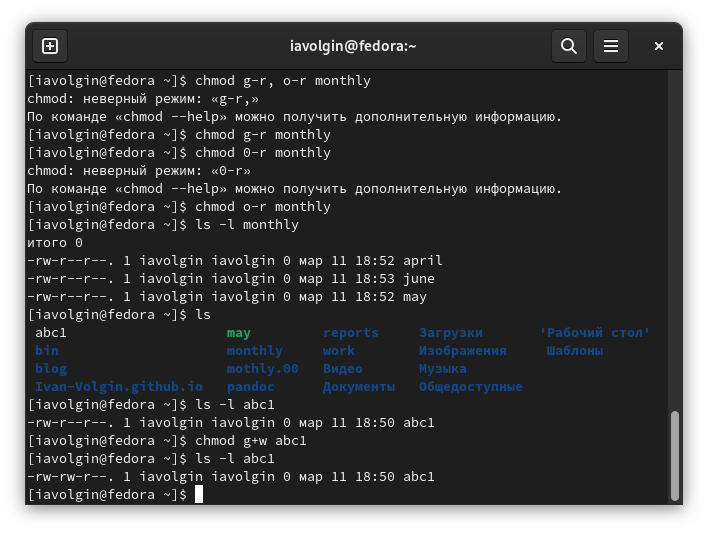 iavolgin@fedora:~
[iavolgin@fedora ~]$ chmod g-r, o-r monthly
chmod: неверный режим: «g-r,»
По команде «chmod --help» можно получить дополнительную информацию.
[iavolgin@fedora ~]$ chmod g-r monthly
[iavolgin@fedora ~]$ chmod 0-r monthly
chmod: неверный режим: «0-r»
По команде «chmod --help» можно получить дополнительную информацию.
[iavolgin@fedora ~]$ chmod o-r monthly
[iavolgin@fedora ~]$ ls -l monthly
итого 0
-rw-r--r--. 1 iavolgin iavolgin 0 мар 11 18:52 april
-rw-r--r--. 1 iavolgin iavolgin 0 мар 11 18:53 june
-rw-r--r--. 1 iavolgin iavolgin 0 мар 11 18:52 may
[iavolgin@fedora ~]$ ls
abc1 may reports Загрузки 'Рабочий стол'
bin monthly work Изображения Шаблоны
blog mothly.00 Видео Музыка
Ivan-Volgin.github.io pandoc Документы Общедоступные
[iavolgin@fedora ~]$ ls -l abc1
-rw-r--r--. 1 iavolgin iavolgin 0 мар 11 18:50 abc1
[iavolgin@fedora ~]$ chmod g+w abc1
[iavolgin@fedora ~]$ ls -l abc1
-rw-rw-r--. 1 iavolgin iavolgin 0 мар 11 18:50 abc1
[iavolgin@fedora ~]$